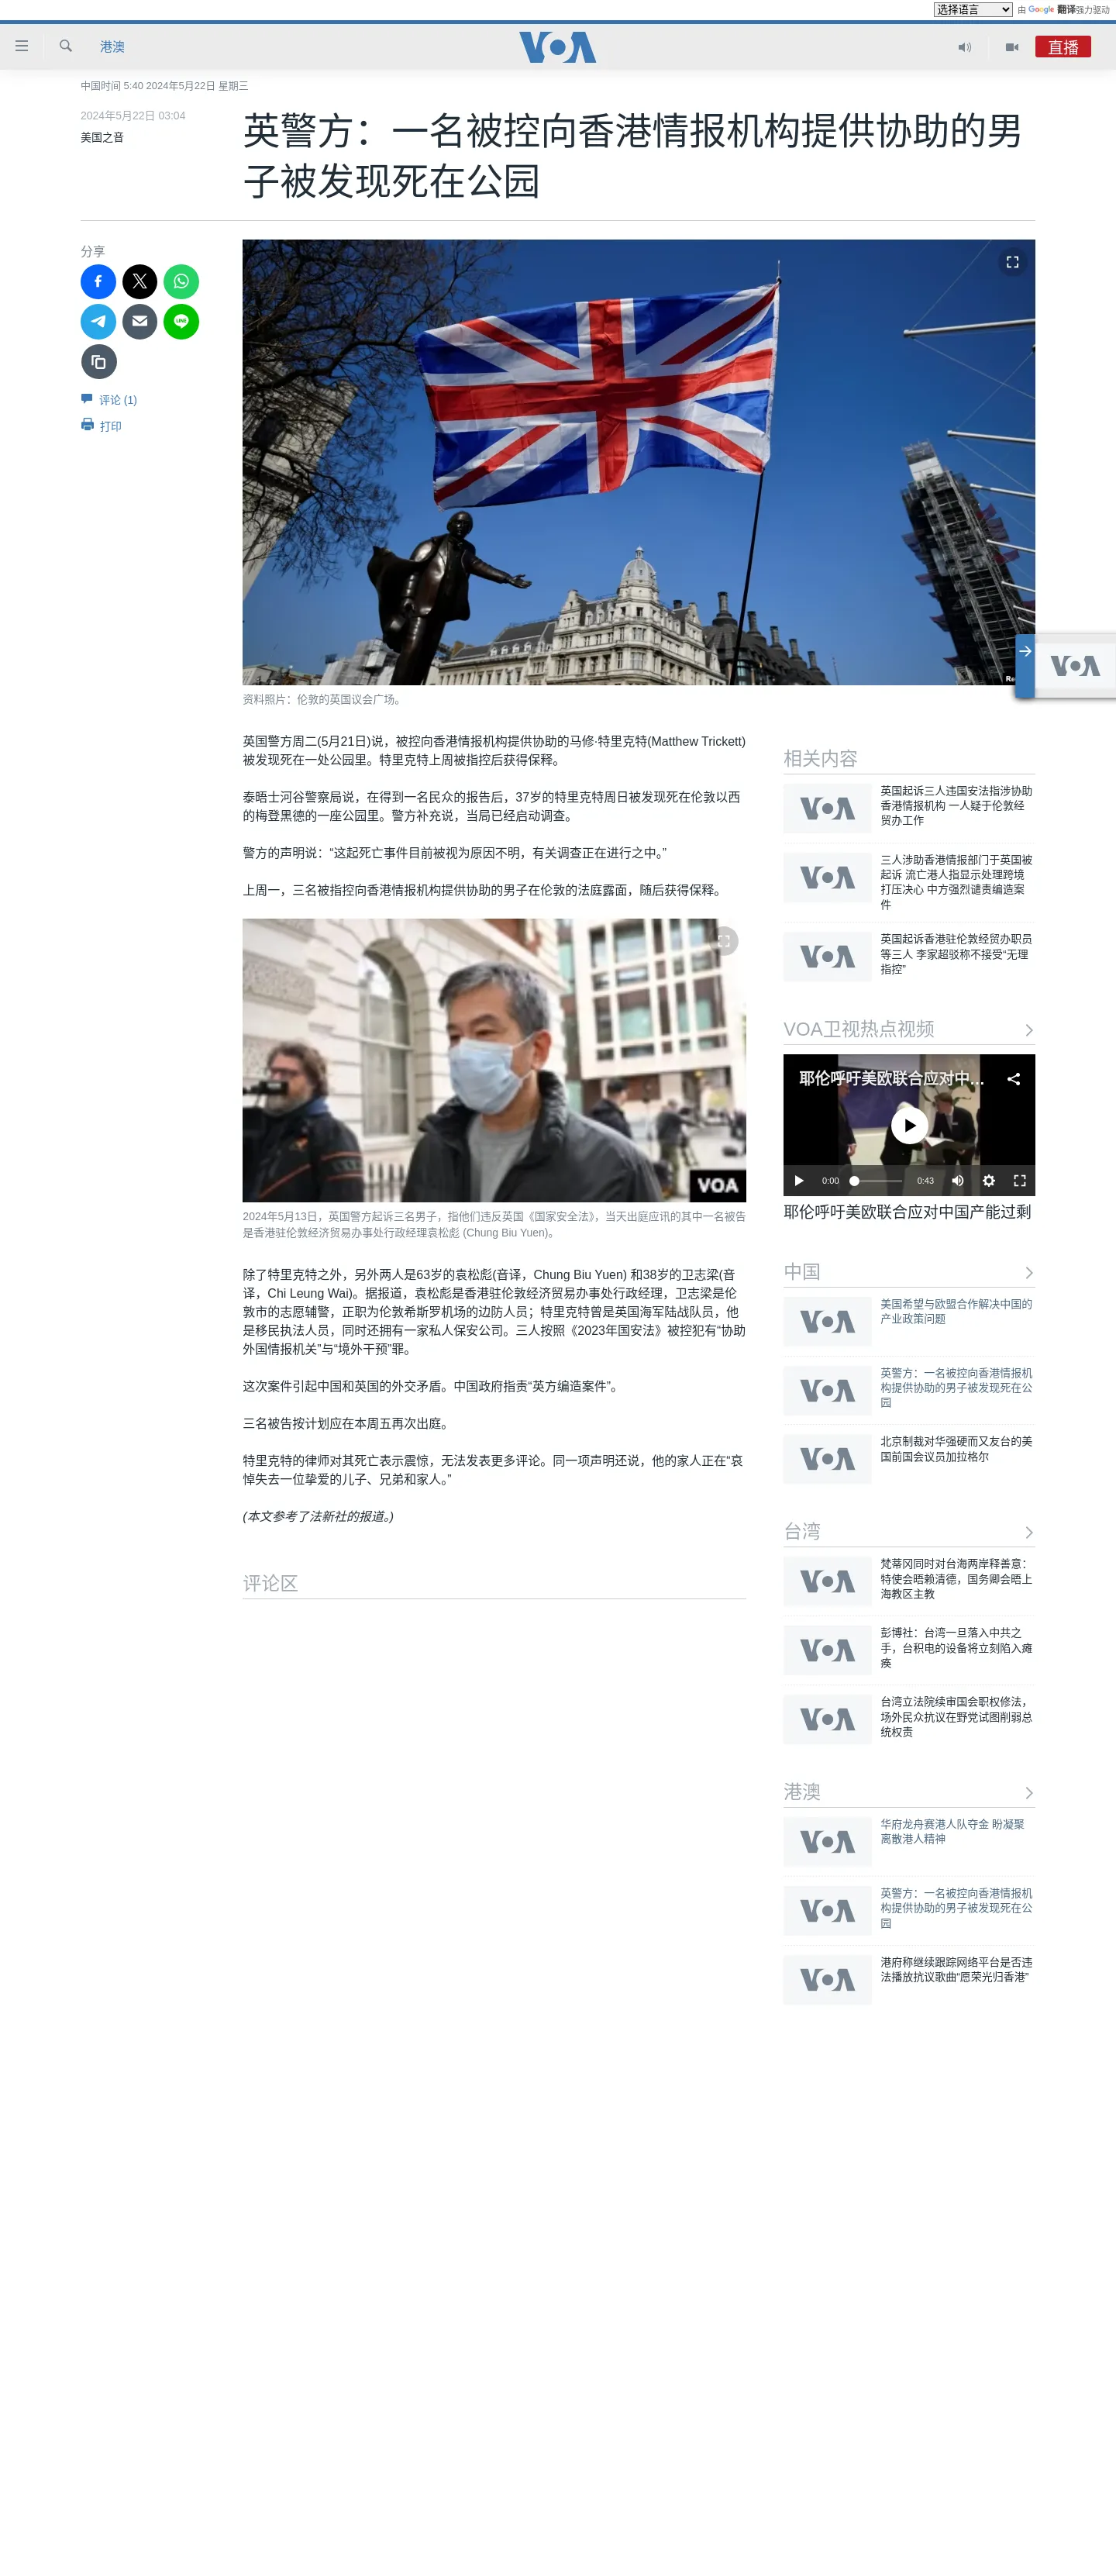 选择语言
由 Google 翻译强力驱动
港澳
VOA
直播
中国时间 5:40 2024年5月22日 星期三
2024年5月22日 03:04
美国之音
英警方：一名被控向香港情报机构提供协助的男
子被发现死在公园
分享
评论 (1)
打印
资料照片：伦敦的英国议会广场。
英国警方周二(5月21日)说，被控向香港情报机构提供协助的马修·特里克特(Matthew Trickett)
被发现死在一处公园里。特里克特上周被指控后获得保释。
泰晤士河谷警察局说，在得到一名民众的报告后，37岁的特里克特周日被发现死在伦敦以西
的梅登黑德的一座公园里。警方补充说，当局已经启动调查。
警方的声明说：“这起死亡事件目前被视为原因不明，有关调查正在进行之中。”
上周一，三名被指控向香港情报机构提供协助的男子在伦敦的法庭露面，随后获得保释。
VOA
2024年5月13日，英国警方起诉三名男子，指他们违反英国《国家安全法》，当天出庭应讯的其中一名被告
是香港驻伦敦经济贸易办事处行政经理袁松彪 (Chung Biu Yuen)。
除了特里克特之外，另外两人是63岁的袁松彪(音译，Chung Biu Yuen) 和38岁的卫志梁(音
译，Chi Leung Wai)。据报道，袁松彪是香港驻伦敦经济贸易办事处行政经理，卫志梁是伦
敦市的志愿辅警，正职为伦敦希斯罗机场的边防人员；特里克特曾是英国海军陆战队员，他
是移民执法人员，同时还拥有一家私人保安公司。三人按照《2023年国安法》被控犯有“协助
外国情报机关”与“境外干预”罪。
这次案件引起中国和英国的外交矛盾。中国政府指责“英方编造案件”。
三名被告按计划应在本周五再次出庭。
特里克特的律师对其死亡表示震惊，无法发表更多评论。同一项声明还说，他的家人正在“哀
悼失去一位挚爱的儿子、兄弟和家人。”
(本文参考了法新社的报道。)
评论区
VOA
相关内容
VOA
英国起诉三人违国安法指涉协助
香港情报机构 一人疑于伦敦经
贸办工作
VOA
三人涉助香港情报部门于英国被
起诉 流亡港人指显示处理跨境
打压决心 中方强烈谴责编造案
件
VOA
英国起诉香港驻伦敦经贸办职员
等三人 李家超驳称不接受“无理
指控”
VOA卫视热点视频
耶伦呼吁美欧联合应对中...
0:00
0:43
耶伦呼吁美欧联合应对中国产能过剩
中国
VOA
美国希望与欧盟合作解决中国的
产业政策问题
VOA
英警方：一名被控向香港情报机
构提供协助的男子被发现死在公
园
VOA
北京制裁对华强硬而又友台的美
国前国会议员加拉格尔
台湾
VOA
梵蒂冈同时对台海两岸释善意：
特使会晤赖清德，国务卿会晤上
海教区主教
VOA
彭博社：台湾一旦落入中共之
手，台积电的设备将立刻陷入瘫
痪
VOA
台湾立法院续审国会职权修法，
场外民众抗议在野党试图削弱总
统权责
港澳
VOA
华府龙舟赛港人队夺金 盼凝聚
离散港人精神
VOA
英警方：一名被控向香港情报机
构提供协助的男子被发现死在公
园
VOA
港府称继续跟踪网络平台是否违
法播放抗议歌曲“愿荣光归香港”